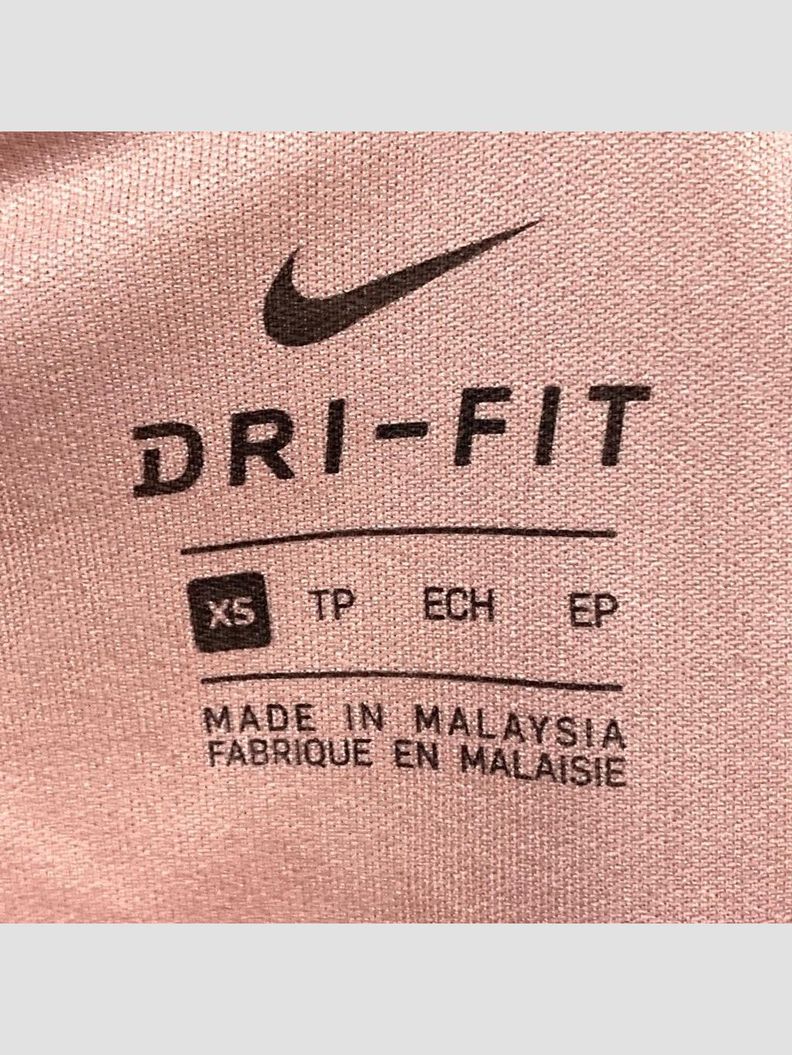 DRI-FIT
XS TP ECH EP
MADE IN MALAYSIA
FABRIQUE EN MALAISIE